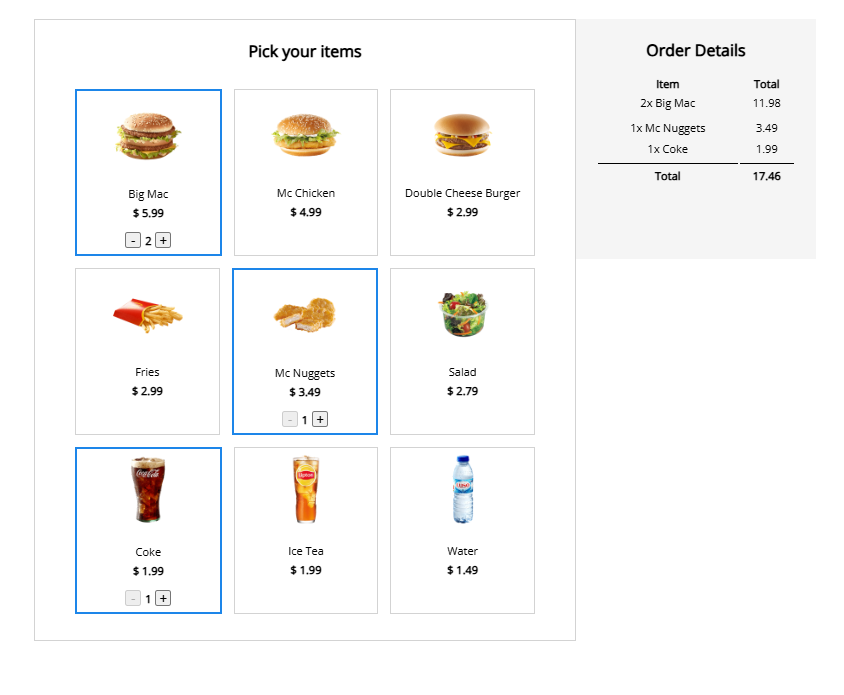 Pick your items
Big Mac
$ 5.99
- 2 +
Mc Chicken
$ 4.99
Double Cheese Burger
$ 2.99
Fries
$ 2.99
Mc Nuggets
$ 3.49
- 1 +
Salad
$ 2.79
Coca-Cola
Coke
$ 1.99
- 1 +
Lipton
Ice Tea
$ 1.99
Water
$ 1.49
Order Details
Item Total
2x Big Mac 11.98
1x Mc Nuggets 3.49
1x Coke 1.99
Total 17.46